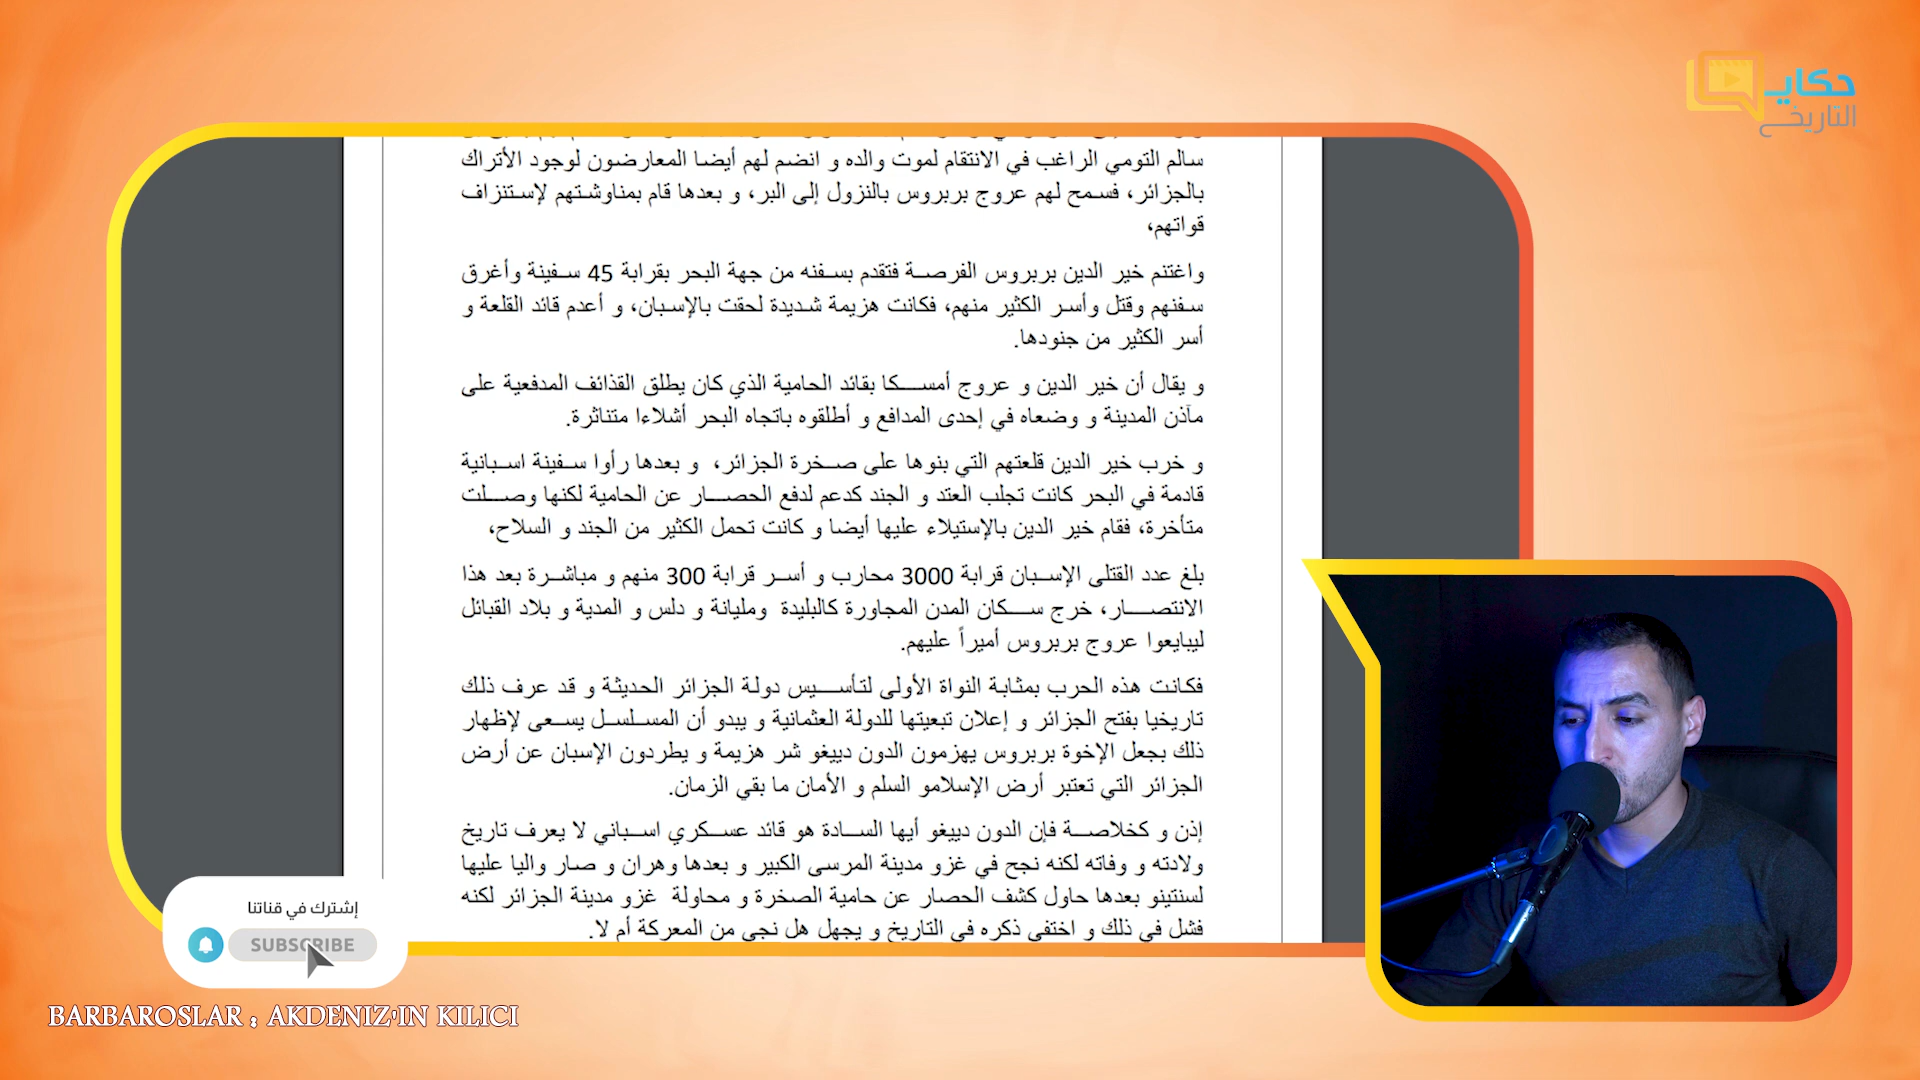 حكايـ
التاريخ
سالم التومي الراغب في الانتقام لموت والده و انضم لهم أيضا المعارضون لوجود الأتراك
بالجزائر، فسمح لهم عروج بربروس بالنزول إلى البر، و بعدها قام بمناوشتهم لإستنزاف
قواتهم،
واغتنم خير الدين بربروس الفرصة فتقدم بسفنه من جهة البحر بقرابة 45 سفينة وأغرق
سفنهم وقتل وأسر الكثير منهم، فكانت هزيمة شديدة لحقت بالإسبان، و أعدم قائد القلعة و
أسر الكثير من جنودها.
و يقال أن خير الدين و عروج أمسكا بقائد الحامية الذي كان يطلق القذائف المدفعية على
مآذن المدينة و وضعاه في إحدى المدافع و أطلقوه باتجاه البحر أشلاءا متناثرة.
و خرب خير الدين قلعتهم التي بنوها على صخرة الجزائر، و بعدها رأوا سفينة اسبانية
قادمة في البحر كانت تجلب العتد و الجند كدعم لدفع الحصار عن الحامية لكنها وصلت
متأخرة، فقام خير الدين بالإستيلاء عليها أيضا و كانت تحمل الكثير من الجند و السلاح،
بلغ عدد القتلى الإسبان قرابة 3000 محارب و أسر قرابة 300 منهم و مباشرة بعد هذا
الانتصار، خرج سكان المدن المجاورة كالبليدة ومليانة و دلس و المدية و بلاد القبائل
ليبايعوا عروج بربروس أميراً عليهم.
فكانت هذه الحرب بمثابة النواة الأولى لتأسيس دولة الجزائر الحديثة و قد عرف ذلك
تاريخيا بفتح الجزائر و إعلان تبعيتها للدولة العثمانية و يبدو أن المسلسل يسعى لإظهار
ذلك بجعل الإخوة بربروس يهزمون الدون دييغو شر هزيمة و يطردون الإسبان عن أرض
الجزائر التي تعتبر أرض الإسلامو السلم و الأمان ما بقي الزمان.
إذن و كخلاصة فإن الدون دييغو أيها السادة هو قائد عسكري اسباني لا يعرف تاريخ
ولادته و وفاته لكنه نجح في غزو مدينة المرسى الكبير و بعدها وهران و صار واليا عليها
لسنتينو بعدها حاول كشف الحصار عن حامية الصخرة و محاولة غزو مدينة الجزائر لكنه
فشل في ذلك و اختفى ذكره في التاريخ و يجهل هل نجى من المعركة أم لا.
إشترك في قناتنا
SUBSCRIBE
BARBAROSLAR : AKDENIZ'IN KILICI